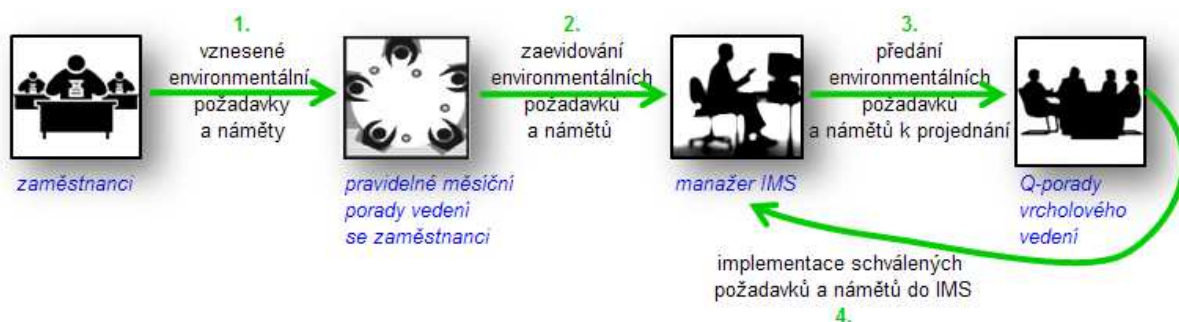 1.
vznesené
environmentální
požadavky
a náměty
2.
zaevidování
environmentálních
požadavků
a námětů
3.
předání
environmentálních
požadavků
a námětů k projednání
zaměstnanci
pravidelné měsíční
porady vedení
se zaměstnanci
manažer IMS
Q-porady
vrcholového
vedení
implementace schválených
požadavků a námětů do IMS
4.